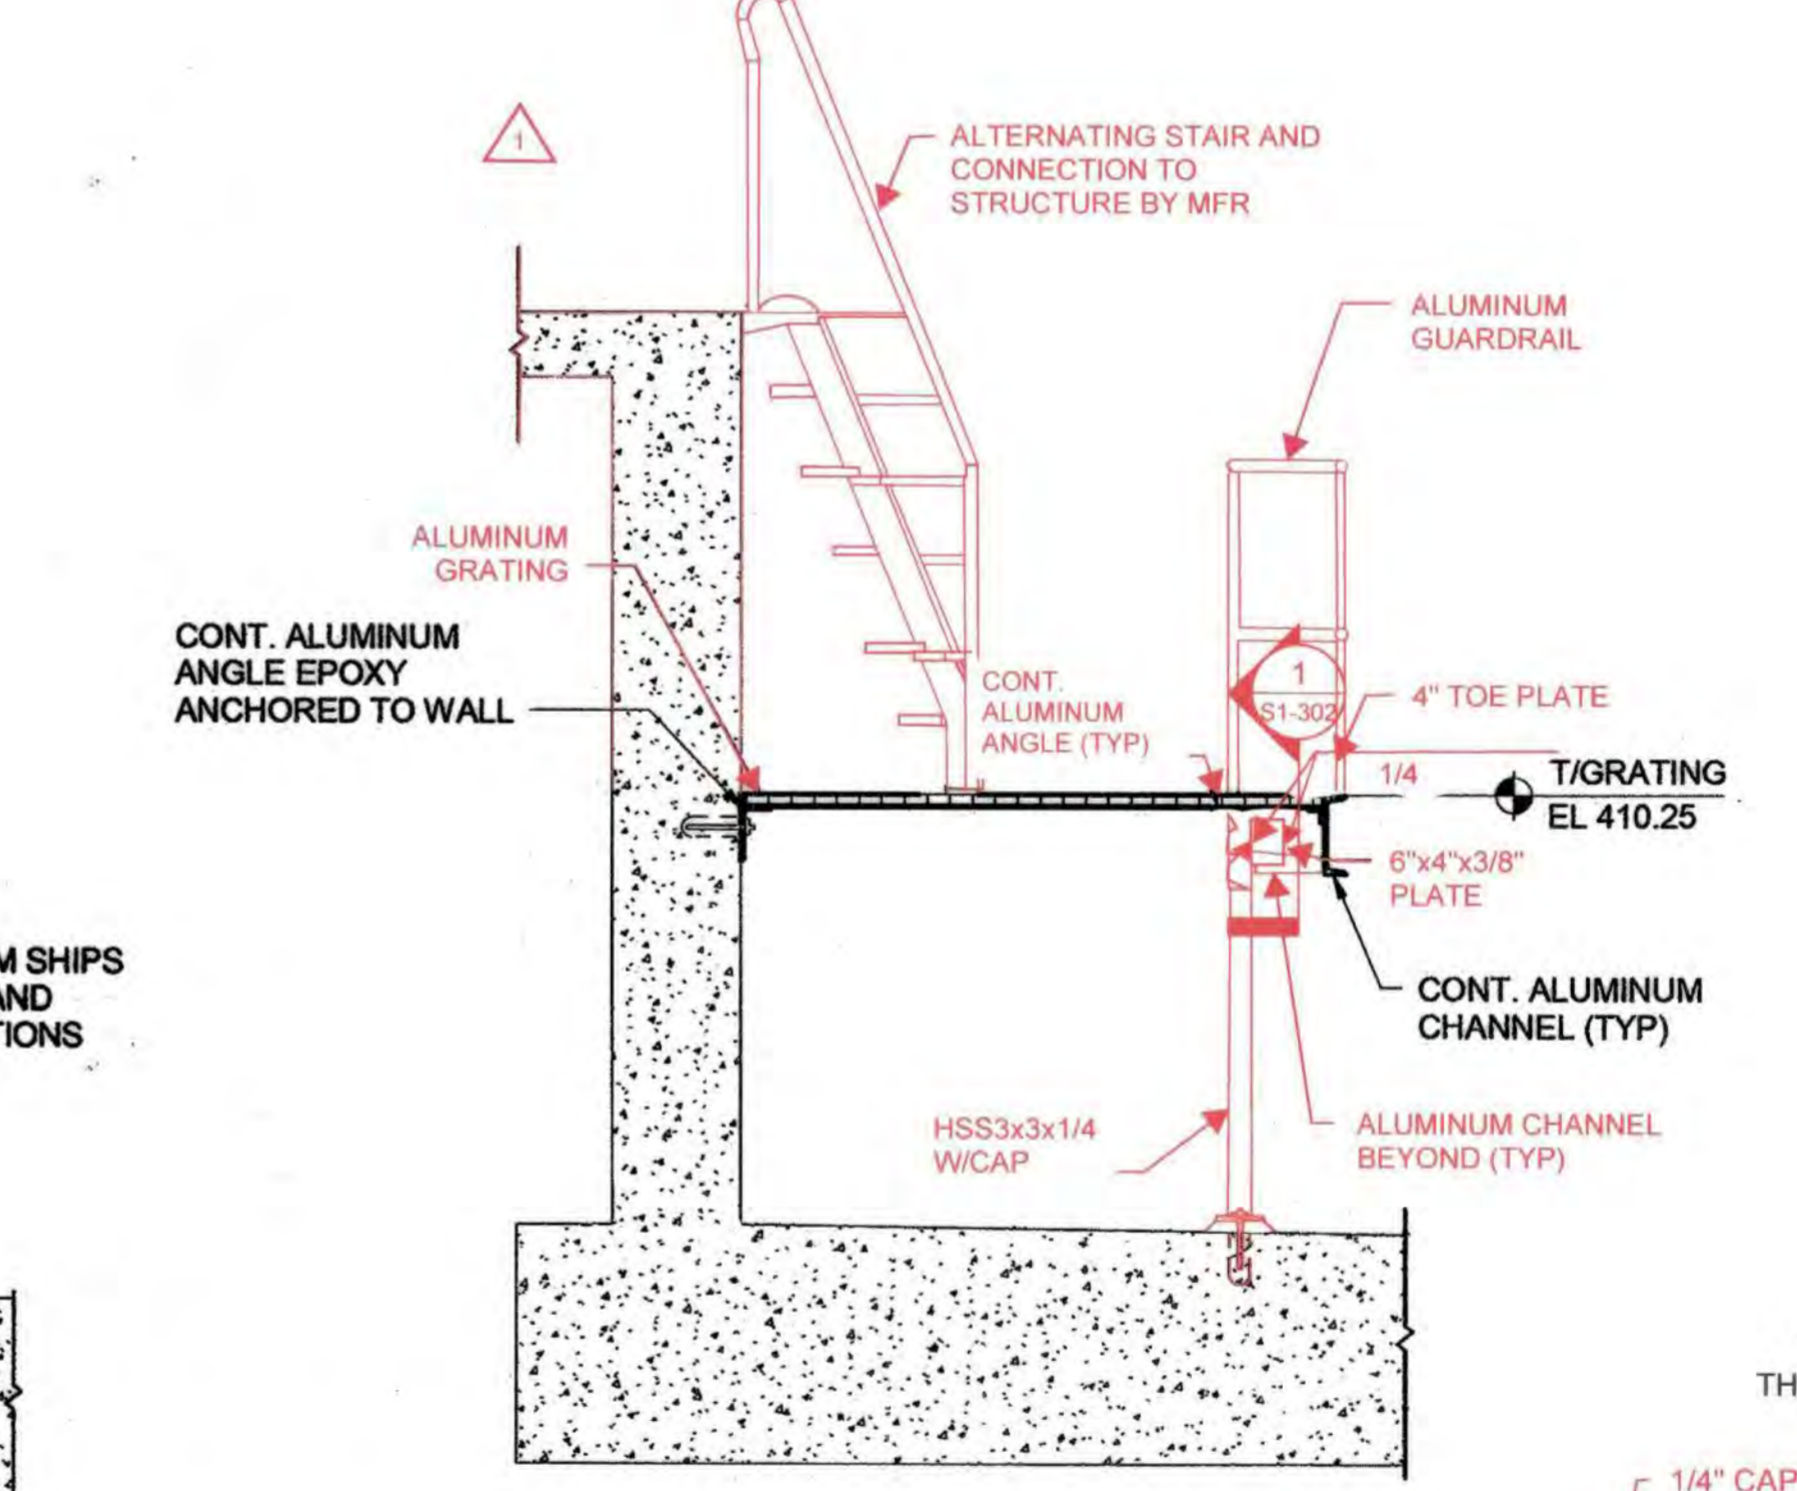 1
ALTERNATING STAIR AND
CONNECTION TO
STRUCTURE BY MFR
ALUMINUM
GUARDRAIL
ALUMINUM
GRATING
CONT. ALUMINUM
ANGLE EPOXY
ANCHORED TO WALL
CONT.
ALUMINUM
ANGLE (TYP)
1
S1-302
4" TOE PLATE
1/4
T/GRATING
EL 410.25
6"x4"x3/8"
PLATE
M SHIPS
AND
TIONS
CONT. ALUMINUM
CHANNEL (TYP)
HSS3x3x1/4
W/CAP
ALUMINUM CHANNEL
BEYOND (TYP)
TH
1/4" CAP